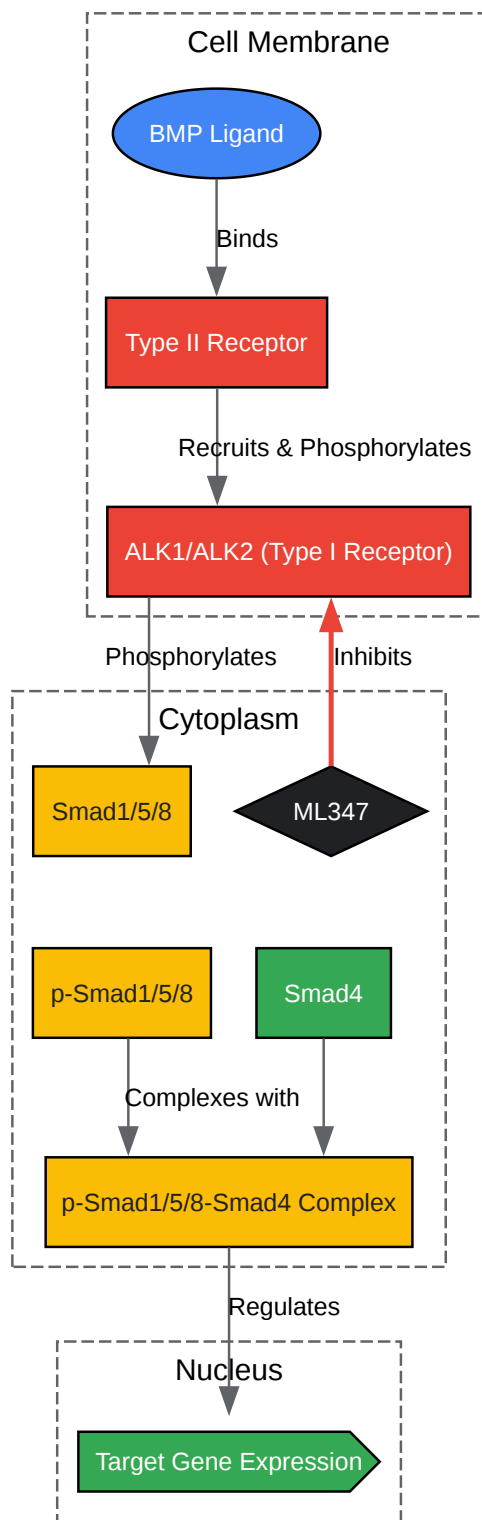 Cell Membrane
BMP Ligand
Binds
Type II Receptor
Recruits & Phosphorylates
ALK1/ALK2 (Type I Receptor)
Phosphorylates
Inhibits
Cytoplasm
Smad1/5/8
ML347
p-Smad1/5/8
Smad4
Complexes with
p-Smad1/5/8-Smad4 Complex
Regulates
Nucleus
Target Gene Expression